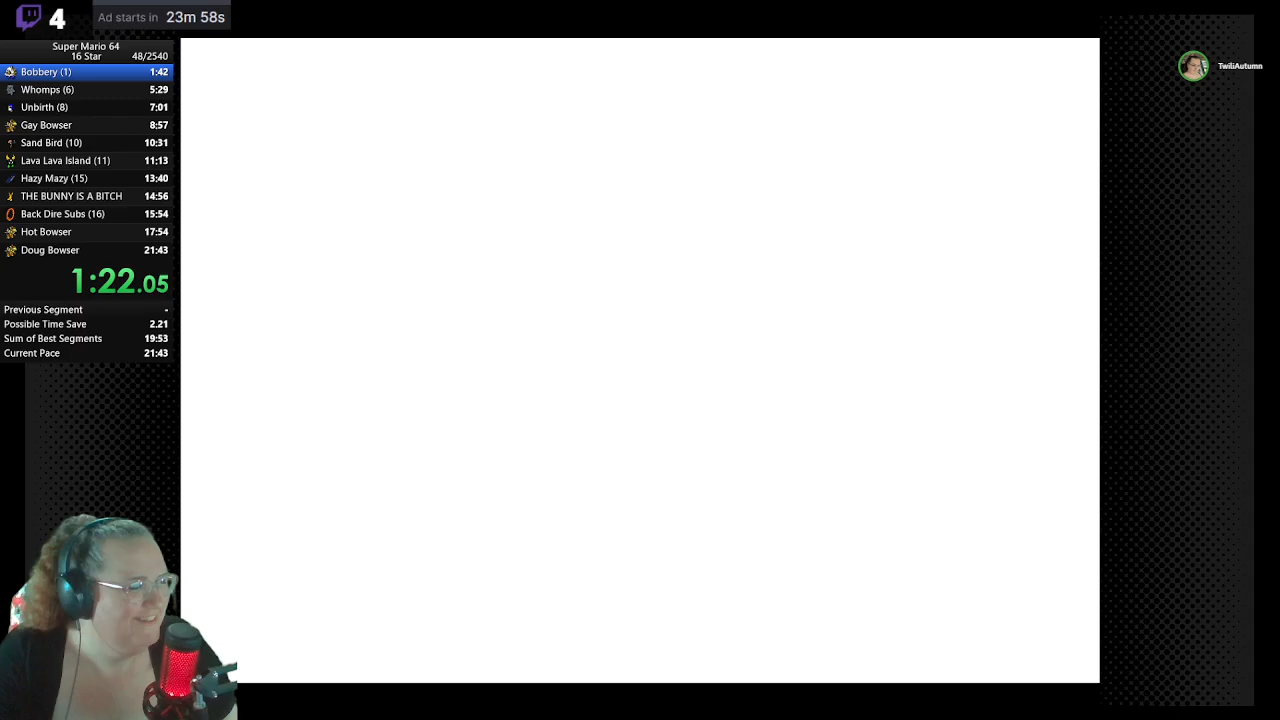 4
Ad starts in 23m 58s
Super Mario 64
16 Star 48/2540
Bobbery (1) 1:42
Whomps (6) 5:29
Unbirth (8) 7:01
Gay Bowser 8:57
Sand Bird (10) 10:31
Lava Lava Island (11) 11:13
Hazy Mazy (15) 13:40
THE BUNNY IS A BITCH 14:56
Back Dire Subs (16) 15:54
Hot Bowser 17:54
Doug Bowser 21:43
1:22.05
Previous Segment -
Possible Time Save 2.21
Sum of Best Segments 19:53
Current Pace 21:43
TwiliAutumn